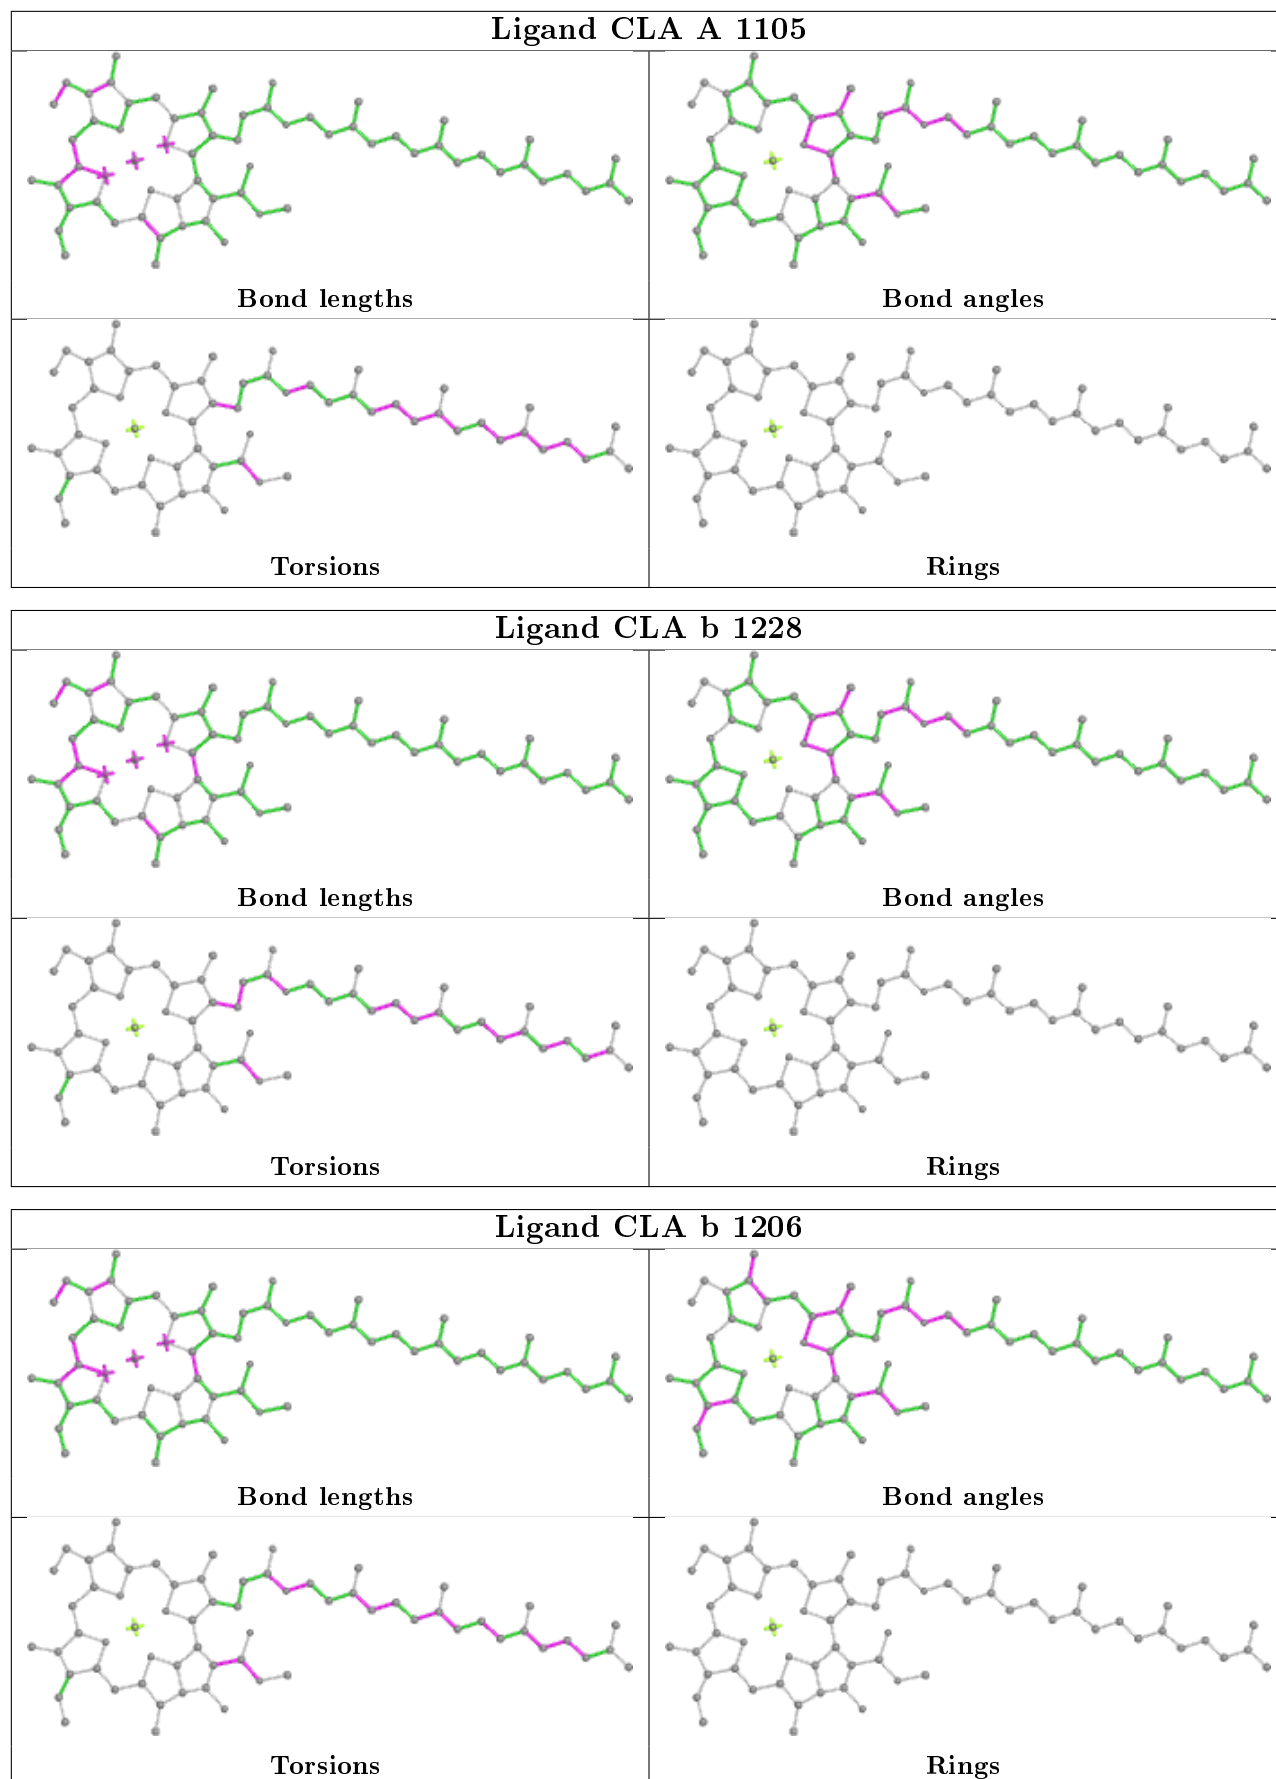 Ligand CLA A 1105
Bond lengths
Bond angles
Torsions
Rings
Ligand CLA b 1228
Bond lengths
Bond angles
Torsions
Rings
Ligand CLA b 1206
Bond lengths
Bond angles
Torsions
Rings